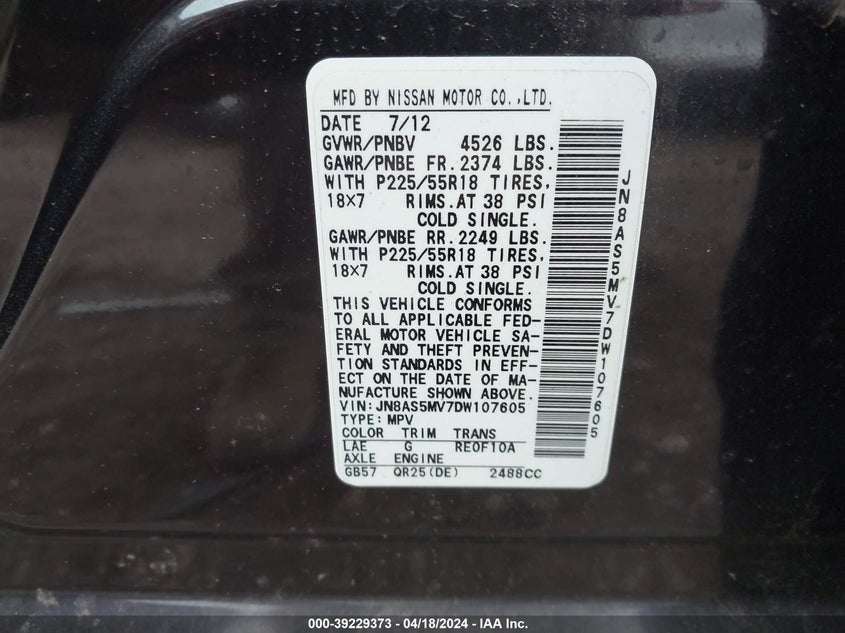 MFD BY NISSAN MOTOR CO.,LTD.
DATE 7/12
GVWR/PNBV 4526 LBS.
GAWR/PNBE FR.2374 LBS.
WITH P225/55R18 TIRES,
18×7 RIMS.AT 38 PSI
COLD SINGLE.
GAWR/PNBE RR.2249 LBS.
WITH P225/55R18 TIRES,
18×7 RIMS.AT 38 PSI
COLD SINGLE.
THIS VEHICLE CONFORMS
TO ALL APPLICABLE FED-
ERAL MOTOR VEHICLE SA-
FETY AND THEFT PREVEN-
TION STANDARDS IN EFF-
ECT ON THE DATE OF MA-
NUFACTURE SHOWN ABOVE.
VIN:JN8AS5MV7DW107605
TYPE:MPV
COLOR TRIM TRANS
LAE G RE0F10A
AXLE ENGINE
GB57 QR25(DE) 2488CC
JN8AS5MV7DW107605
000-39229373 - 04/18/2024 - IAA Inc.